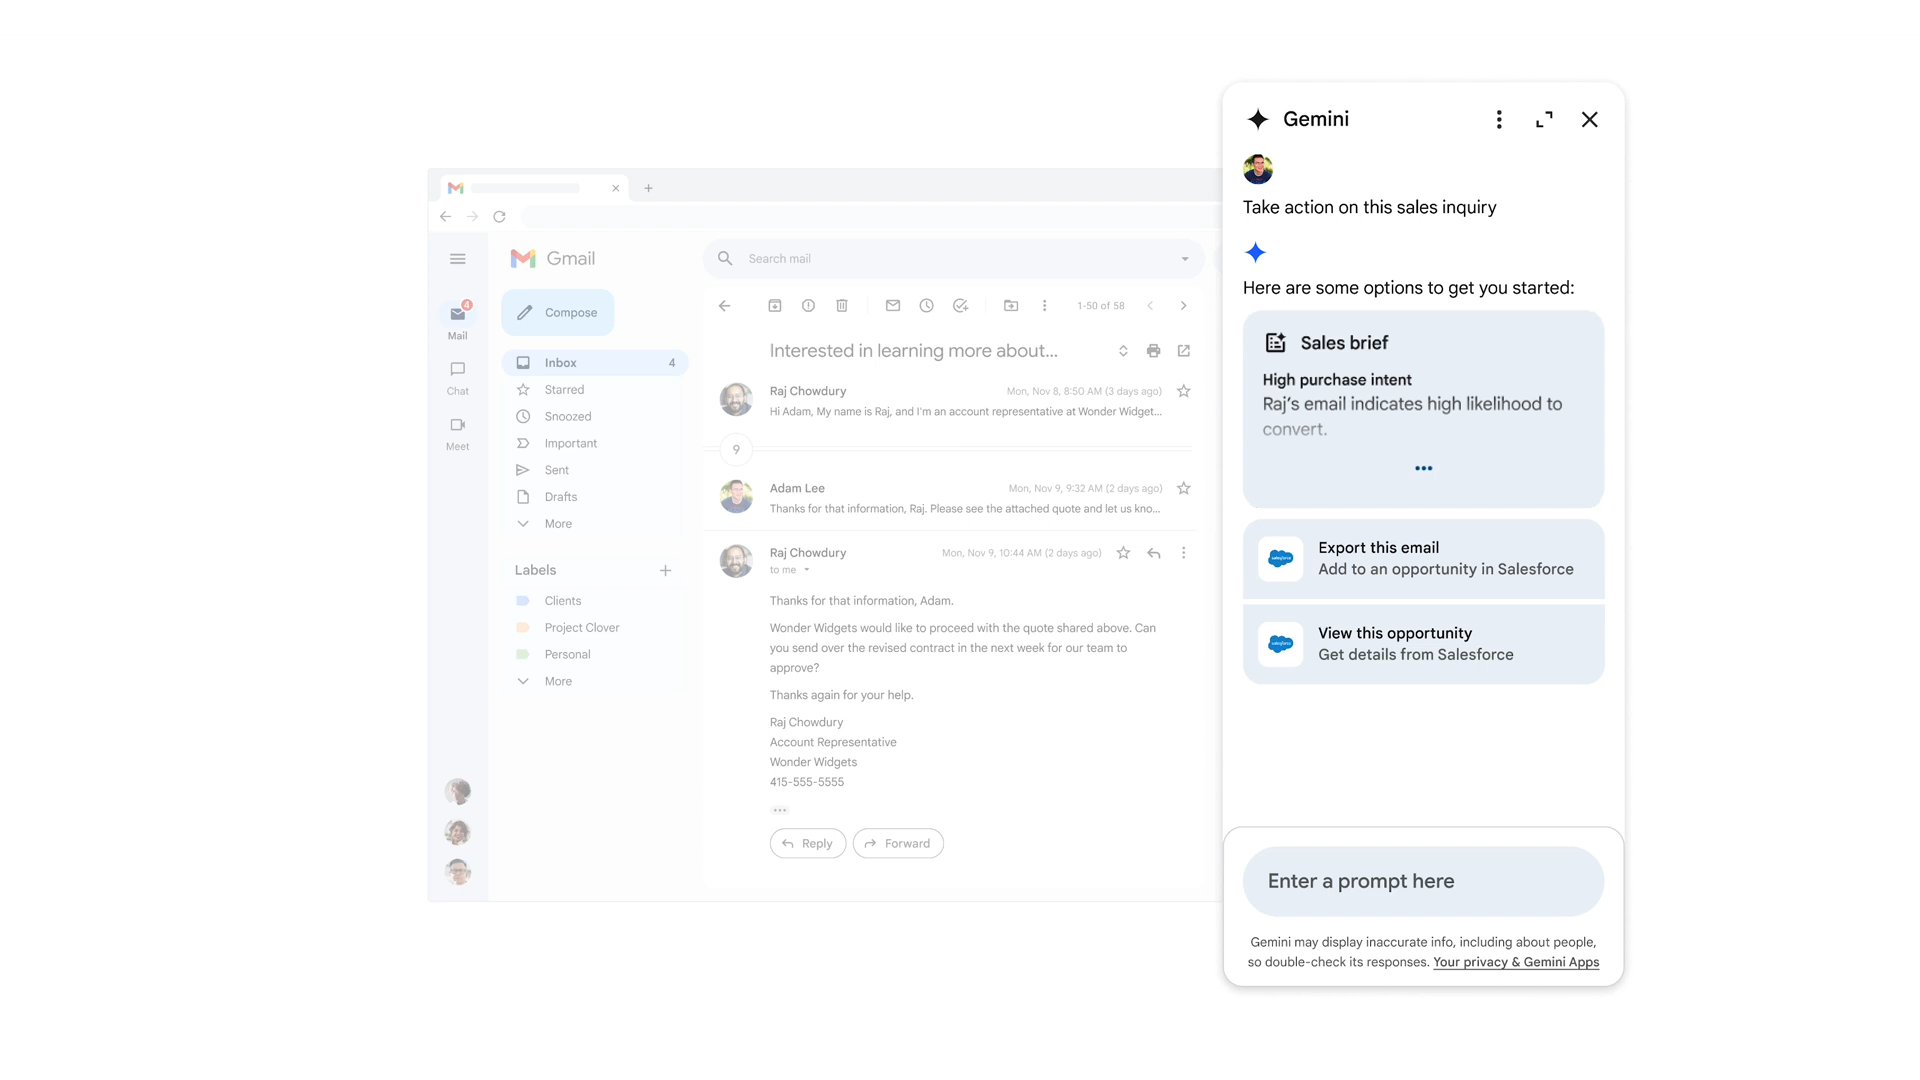 Gmail
Search mail
4
Mail
Chat
Meet
Compose
Inbox 4
Starred
Snoozed
Important
Sent
Drafts
More
Labels
Clients
Project Clover
Personal
More
1-50 of 58
Interested in learning more about...
Raj Chowdury Mon, Nov 8, 8:50 AM (3 days ago)
Hi Adam, My name is Raj, and I'm an account representative at Wonder Widget...
9
Adam Lee Mon, Nov 9, 9:32 AM (2 days ago)
Thanks for that information, Raj. Please see the attached quote and let us kno...
Raj Chowdury Mon, Nov 9, 10:44 AM (2 days ago)
to me
Thanks for that information, Adam.
Wonder Widgets would like to proceed with the quote shared above. Can
you send over the revised contract in the next week for our team to
approve?
Thanks again for your help.
Raj Chowdury
Account Representative
Wonder Widgets
415-555-5555
Reply Forward
Gemini
Take action on this sales inquiry
Here are some options to get you started:
Sales brief
High purchase intent
Raj's email indicates high likelihood to
convert.
salesforce
Export this email
Add to an opportunity in Salesforce
salesforce
View this opportunity
Get details from Salesforce
Enter a prompt here
Gemini may display inaccurate info, including about people,
so double-check its responses. Your privacy & Gemini Apps